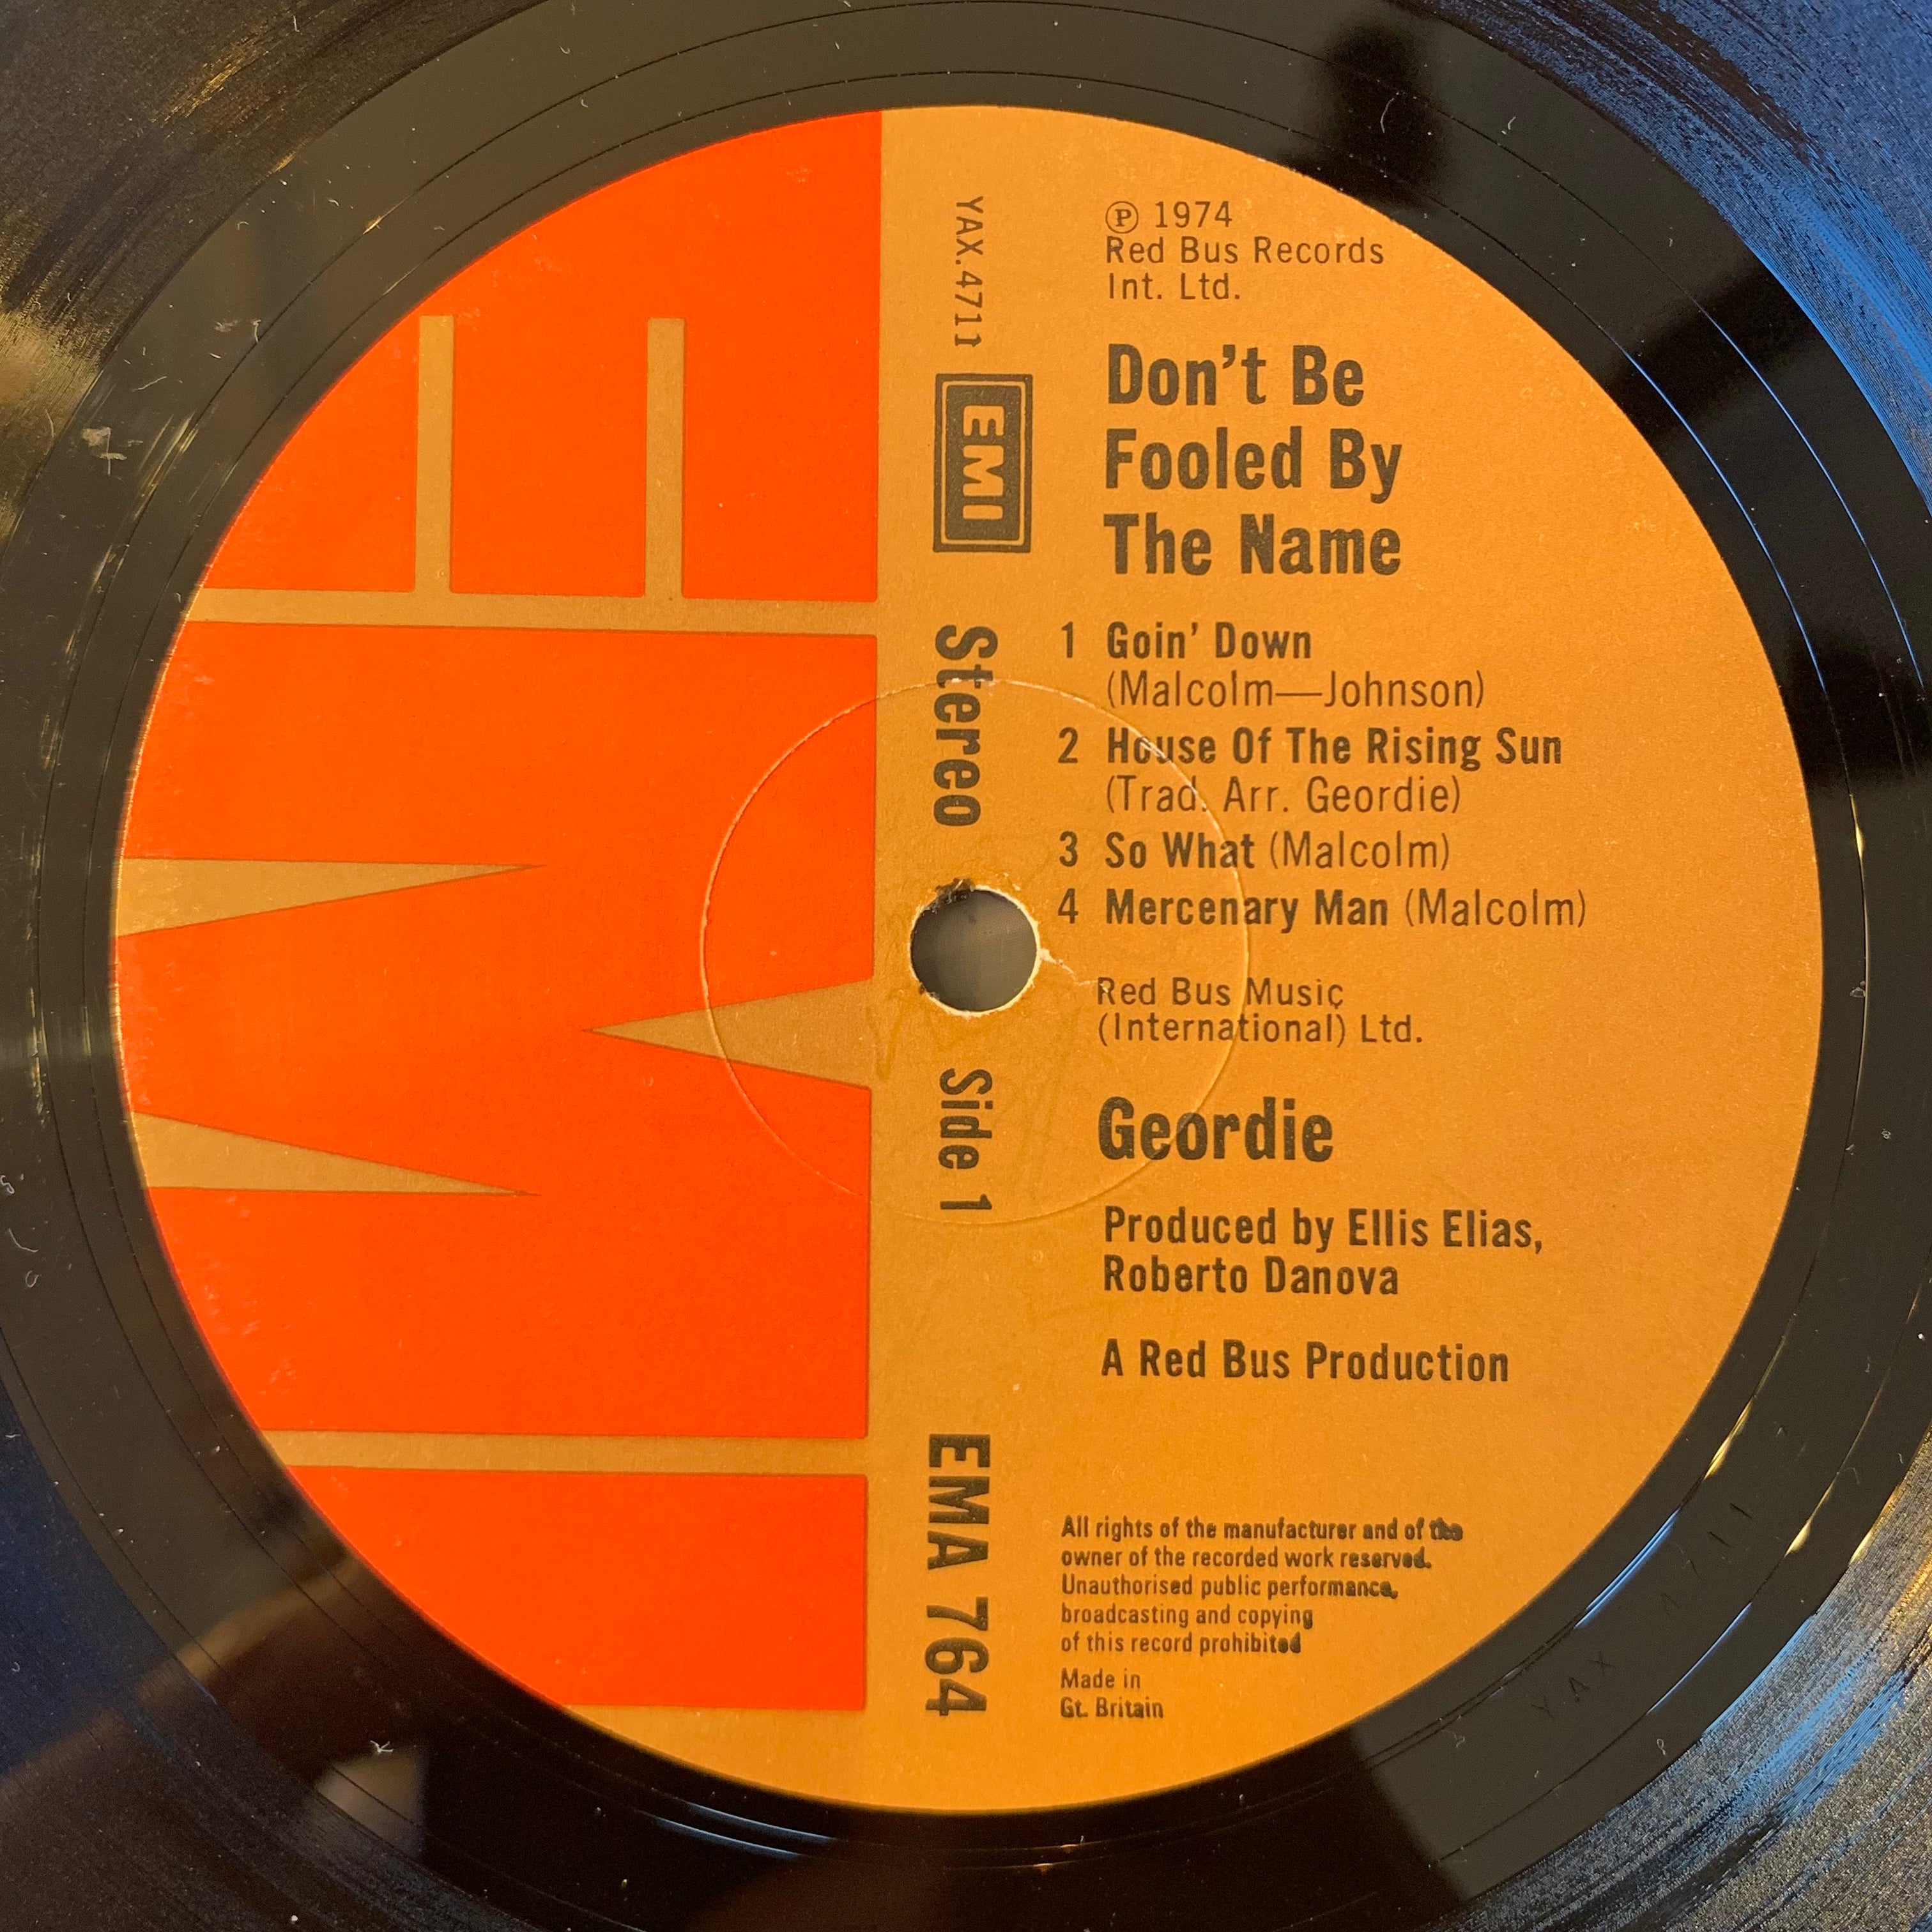 ℗ 1974
Red Bus Records
Int. Ltd.
Don't Be
Fooled By
The Name
1 Goin' Down
(Malcolm—Johnson)
2 House Of The Rising Sun
(Trad. Arr. Geordie)
3 So What (Malcolm)
4 Mercenary Man (Malcolm)
Red Bus Music
(International) Ltd.
Geordie
Produced by Ellis Elias,
Roberto Danova
A Red Bus Production
All rights of the manufacturer and of the
owner of the recorded work reserved.
Unauthorised public performance,
broadcasting and copying
of this record prohibited
Made in
Gt. Britain
YAX.4711
EMI
Stereo
Side 1
EMA 764
EMI
YAX 4711